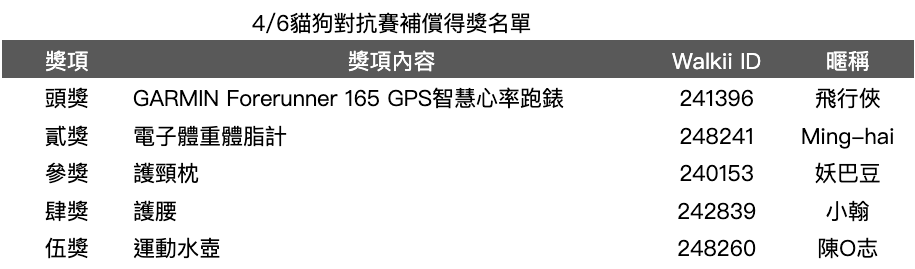 4/6貓狗對抗賽補償得獎名單
獎項 獎項內容 Walkii ID 暱稱
頭獎 GARMIN Forerunner 165 GPS智慧心率跑錶 241396 飛行俠
貳獎 電子體重體脂計 248241 Ming-hai
參獎 護頸枕 240153 妖巴豆
肆獎 護腰 242839 小翰
伍獎 運動水壺 248260 陳O志